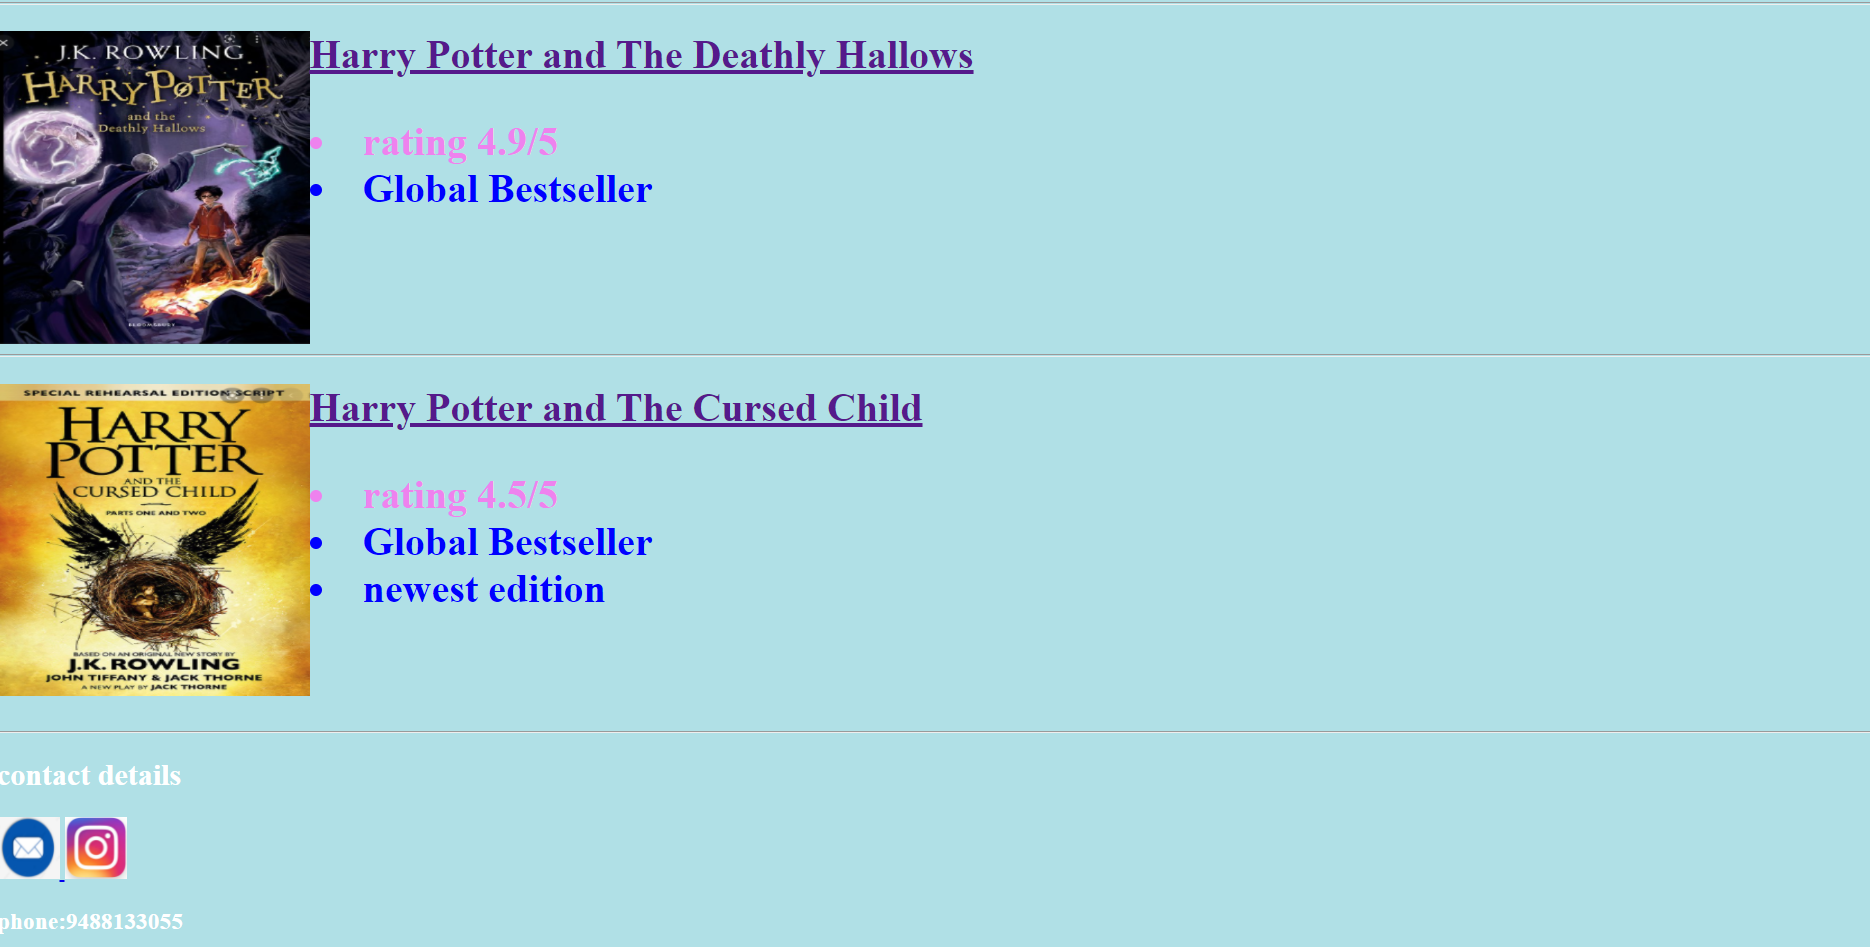 J.K. ROWLING
HARRY POTTER
and the
Deathly Hallows
BLOOMSBURY
Harry Potter and The Deathly Hallows
rating 4.9/5
Global Bestseller
SPECIAL REHEARSAL EDITION SCRIPT
HARRY
POTTER
AND THE
CURSED CHILD
PARTS ONE AND TWO
BASED ON AN ORIGINAL NEW STORY BY
J.K. ROWLING
JOHN TIFFANY & JACK THORNE
A NEW PLAY BY JACK THORNE
Harry Potter and The Cursed Child
rating 4.5/5
Global Bestseller
newest edition
contact details
phone:9488133055